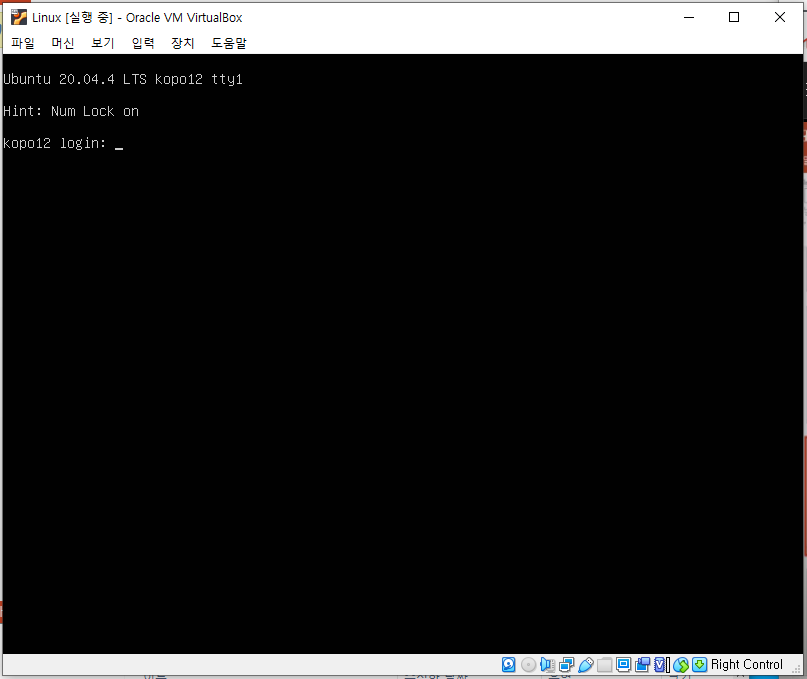 Linux [실행 중] - Oracle VM VirtualBox
파일 머신 보기 입력 장치 도움말
Ubuntu 20.04.4 LTS kopo12 tty1
Hint: Num Lock on
kopo12 login: _
Right Control